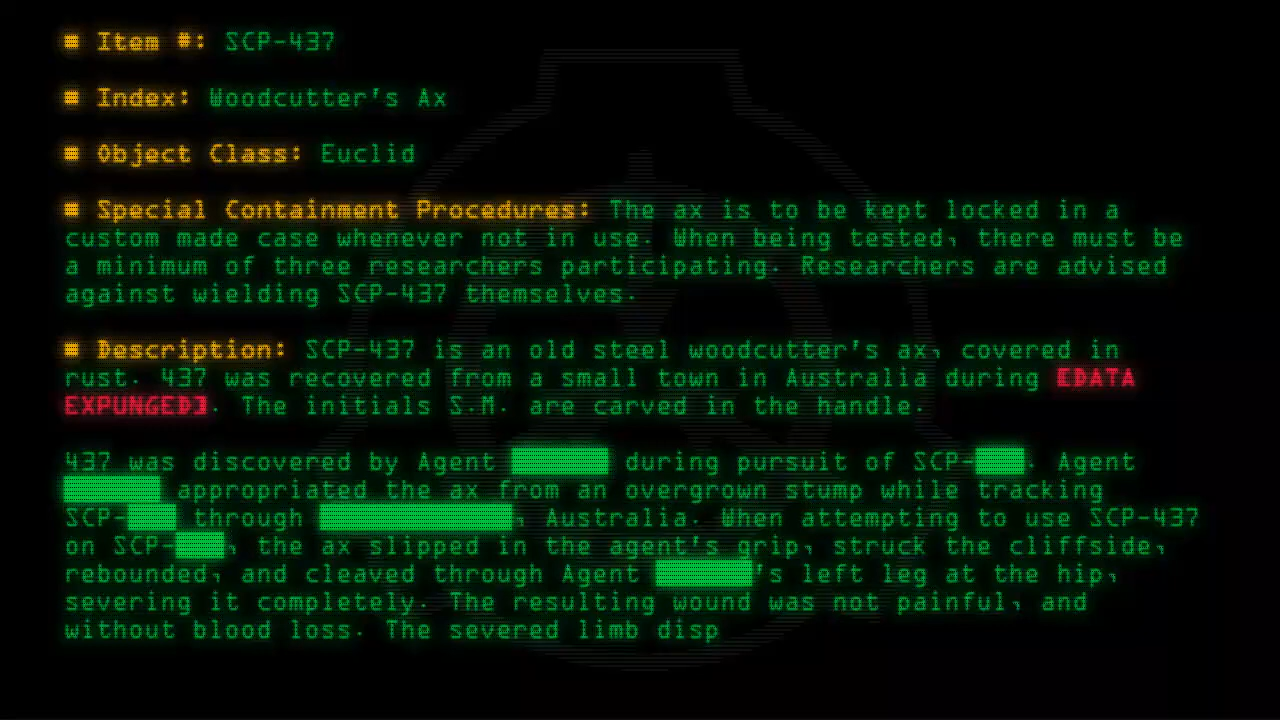 ■ Item #: SCP-437
■ Index: Woodcutter's Ax
■ Object Class: Euclid
■ Special Containment Procedures: The ax is to be kept locked in a
custom made case whenever not in use. When being tested, there must be
a minimum of three researchers participating. Researchers are advised
against wielding SCP-437 themselves.
■ Description: SCP-437 is an old steel woodcutter's ax, covered in
rust. 437 was recovered from a small town in Australia during [DATA
EXPUNGED]. The initials S.M. are carved in the handle.
437 was discovered by Agent ██████ during pursuit of SCP-███. Agent
██████ appropriated the ax from an overgrown stump while tracking
SCP-███ through ████████████, Australia. When attempting to use SCP-437
on SCP-███, the ax slipped in the agent's grip, struck the cliffside,
rebounded, and cleaved through Agent ██████'s left leg at the hip,
severing it completely. The resulting wound was not painful, and
without blood loss. The severed limb disp